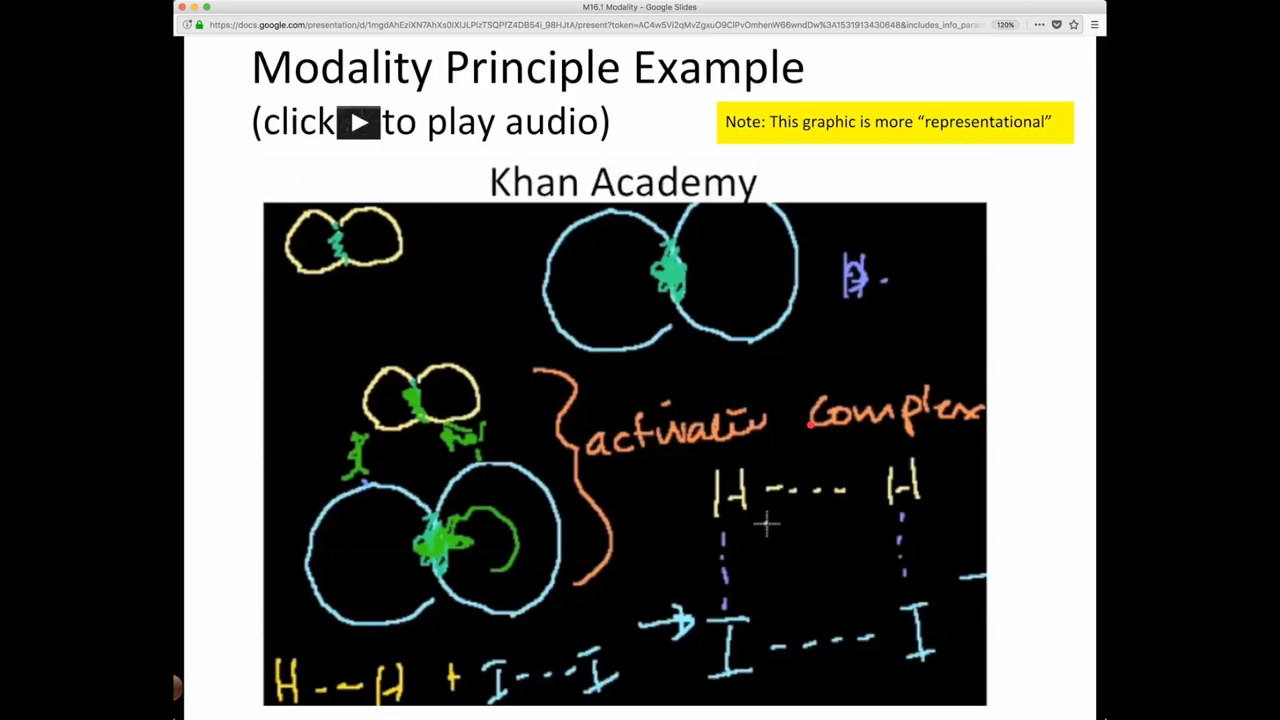 M16.1 Modality - Google Slides
120%
Modality Principle Example
(click to play audio)
Note: This graphic is more “representational”
Khan Academy
complex
H ---- H
I ---- I
H --- H + I --- I